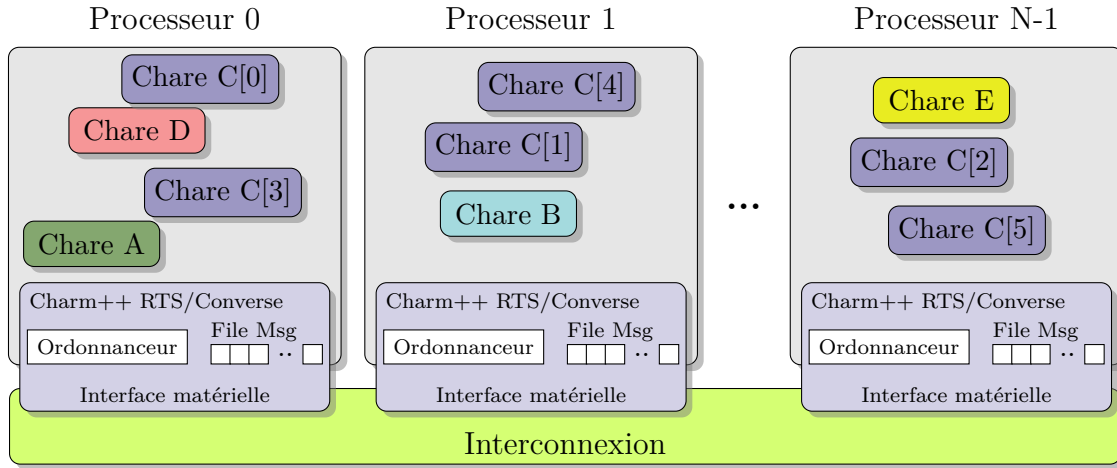 Processeur 0
Chare C[0]
Chare D
Chare C[3]
Chare A
Charm++ RTS/Converse
File Msg
Ordonnanceur
..
Interface matérielle
Processeur 1
Chare C[4]
Chare C[1]
Chare B
Charm++ RTS/Converse
File Msg
Ordonnanceur
..
Interface matérielle
...
Processeur N-1
Chare E
Chare C[2]
Chare C[5]
Charm++ RTS/Converse
File Msg
Ordonnanceur
..
Interface matérielle
Interconnexion